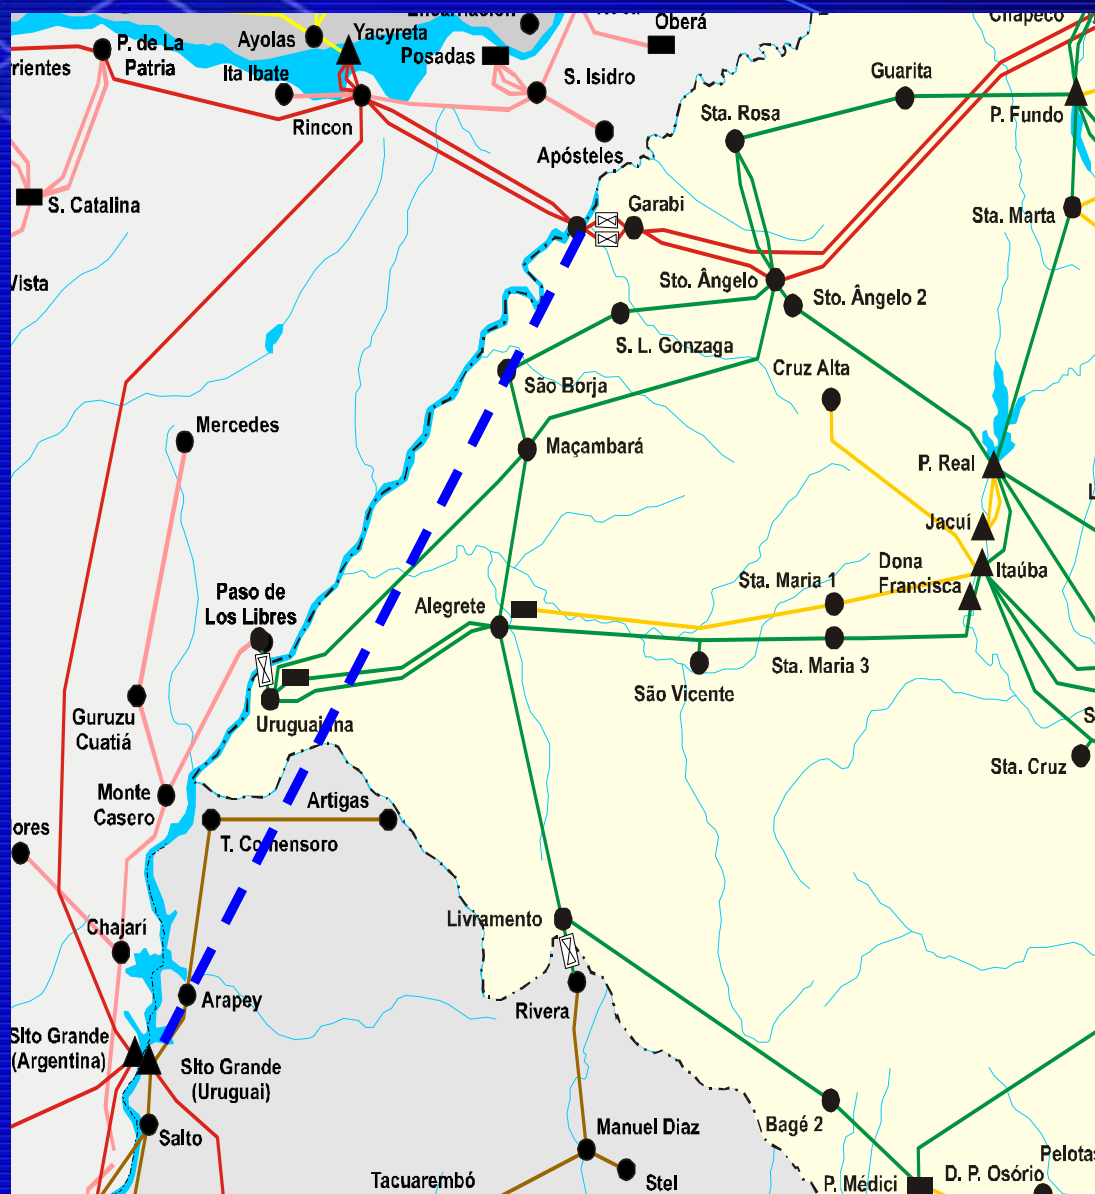 Ayolas
Yacyreta
Oberá
Chapecó
P. de La
Patria
rientes
Ita Ibate
Posadas
S. Isidro
Guarita
Rincon
Sta. Rosa
P. Fundo
Apósteles
S. Catalina
Garabi
Sta. Marta
Vista
Sto. Ângelo
Sto. Ângelo 2
S. L. Gonzaga
São Borja
Cruz Alta
Mercedes
Maçambará
P. Real
Jacuí
Dona
Francisca
Itaúba
Paso de
Los Libres
Alegrete
Sta. Maria 1
Sta. Maria 3
São Vicente
Guruzu
Cuatiá
Uruguaiana
Sta. Cruz
Monte
Casero
Artigas
ores
T. Comensoro
Chajarí
Livramento
Arapey
Rivera
Slto Grande
(Argentina)
Slto Grande
(Uruguai)
Salto
Manuel Diaz
Bagé 2
Stel
Tacuarembó
P. Médici
D. P. Osório
Pelotas